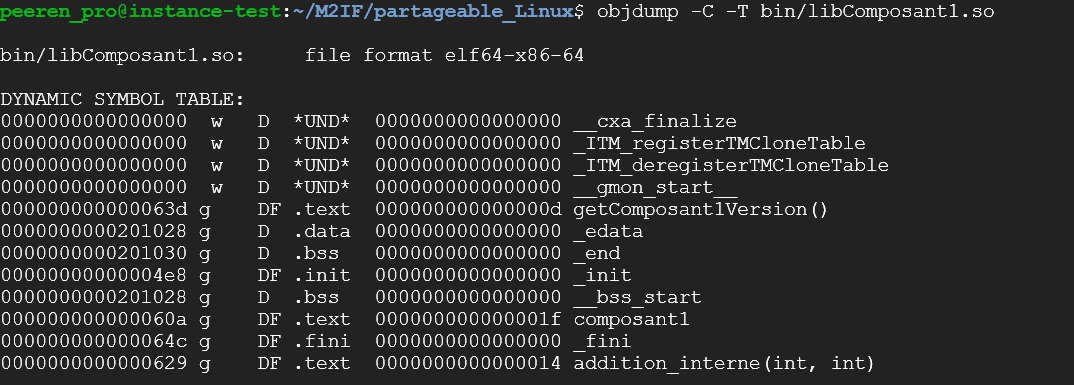 peeren_pro@instance-test:~/M2IF/partageable_Linux$ objdump -C -T bin/libComposant1.so
bin/libComposant1.so:     file format elf64-x86-64
DYNAMIC SYMBOL TABLE:
0000000000000000  w   D  *UND*  0000000000000000 __cxa_finalize
0000000000000000  w   D  *UND*  0000000000000000 _ITM_registerTMCloneTable
0000000000000000  w   D  *UND*  0000000000000000 _ITM_deregisterTMCloneTable
0000000000000000  w   D  *UND*  0000000000000000 __gmon_start__
000000000000063d g    DF .text  000000000000000d getComposant1Version()
0000000000201028 g    D  .data  0000000000000000 _edata
0000000000201030 g    D  .bss   0000000000000000 _end
00000000000004e8 g    DF .init  0000000000000000 _init
0000000000201028 g    D  .bss   0000000000000000 __bss_start
000000000000060a g    DF .text  000000000000001f composant1
000000000000064c g    DF .fini  0000000000000000 _fini
0000000000000629 g    DF .text  0000000000000014 addition_interne(int, int)